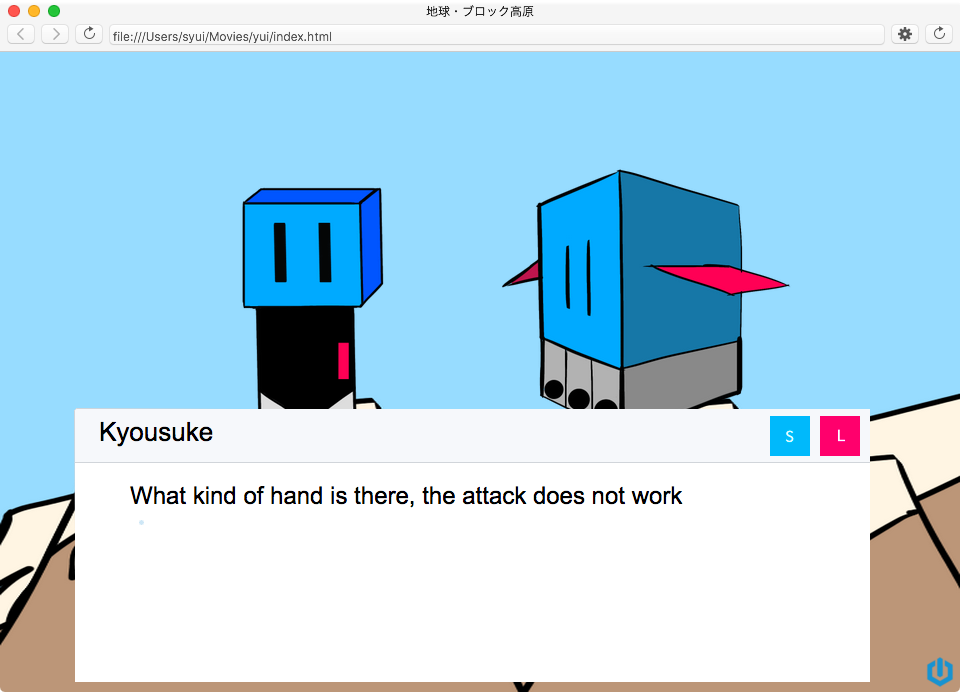 地球・ブロック高原
file:///Users/syui/Movies/yui/index.html
Kyousuke
S
L
What kind of hand is there, the attack does not work